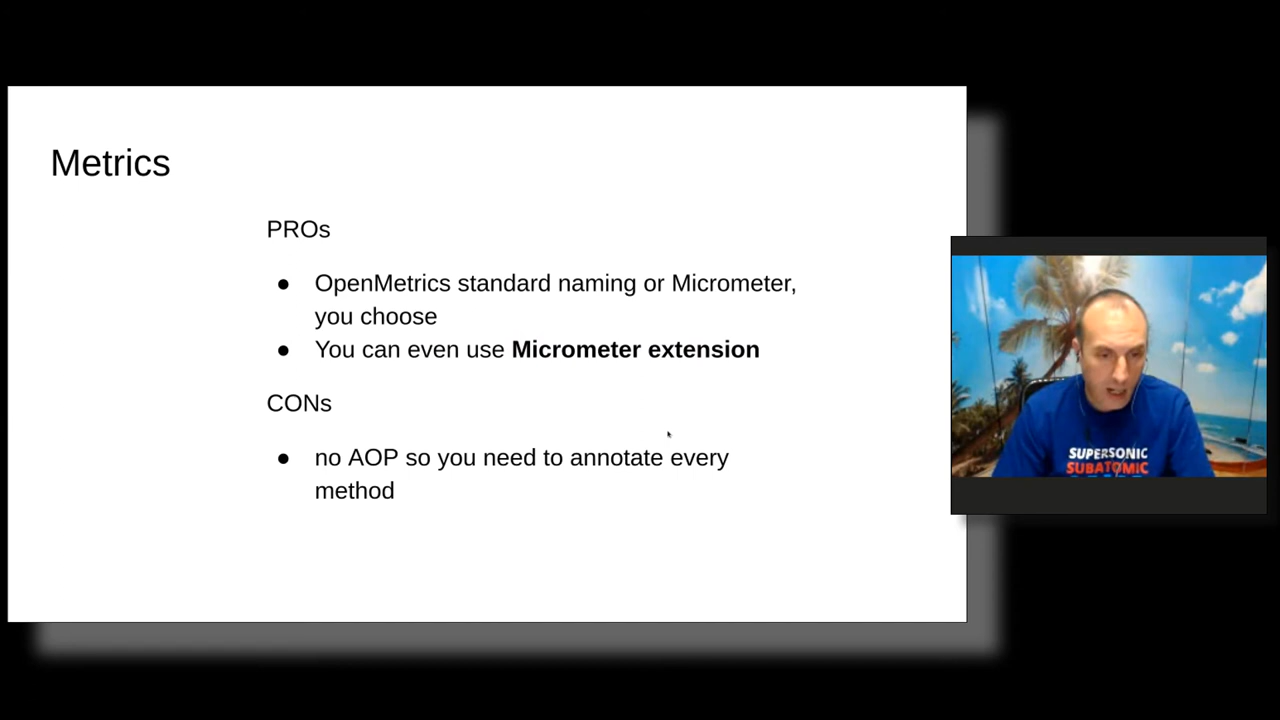 Metrics
PROs
● OpenMetrics standard naming or Micrometer,
you choose
● You can even use Micrometer extension
CONs
● no AOP so you need to annotate every
method
SUPERSONIC
SUBATOMIC